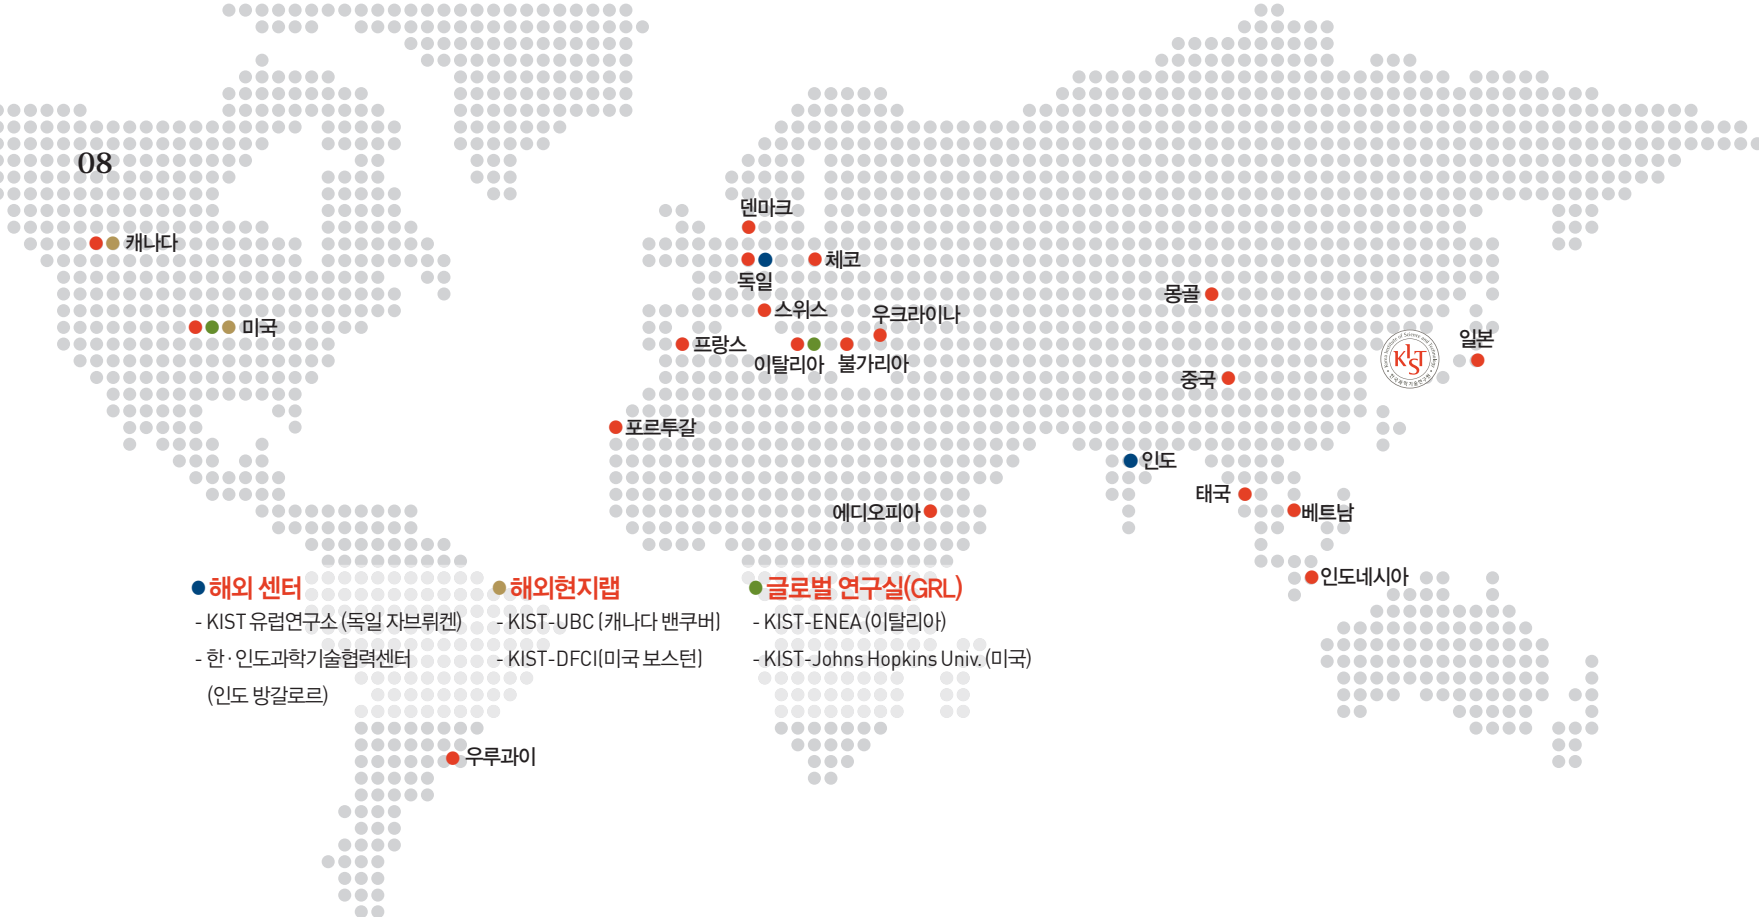 08
덴마크
캐나다
체코
독일
몽골
스위스
우크라이나
미국
일본
프랑스
이탈리아
불가리아
KIST
중국
포르투갈
인도
태국
에디오피아
베트남
인도네시아
해외 센터
- KIST 유럽연구소 (독일 자브뤼켄)
- 한·인도과학기술협력센터
(인도 방갈로르)
해외현지랩
- KIST-UBC (캐나다 밴쿠버)
- KIST-DFCI(미국 보스턴)
글로벌 연구실(GRL)
- KIST-ENEA (이탈리아)
- KIST-Johns Hopkins Univ. (미국)
우루과이